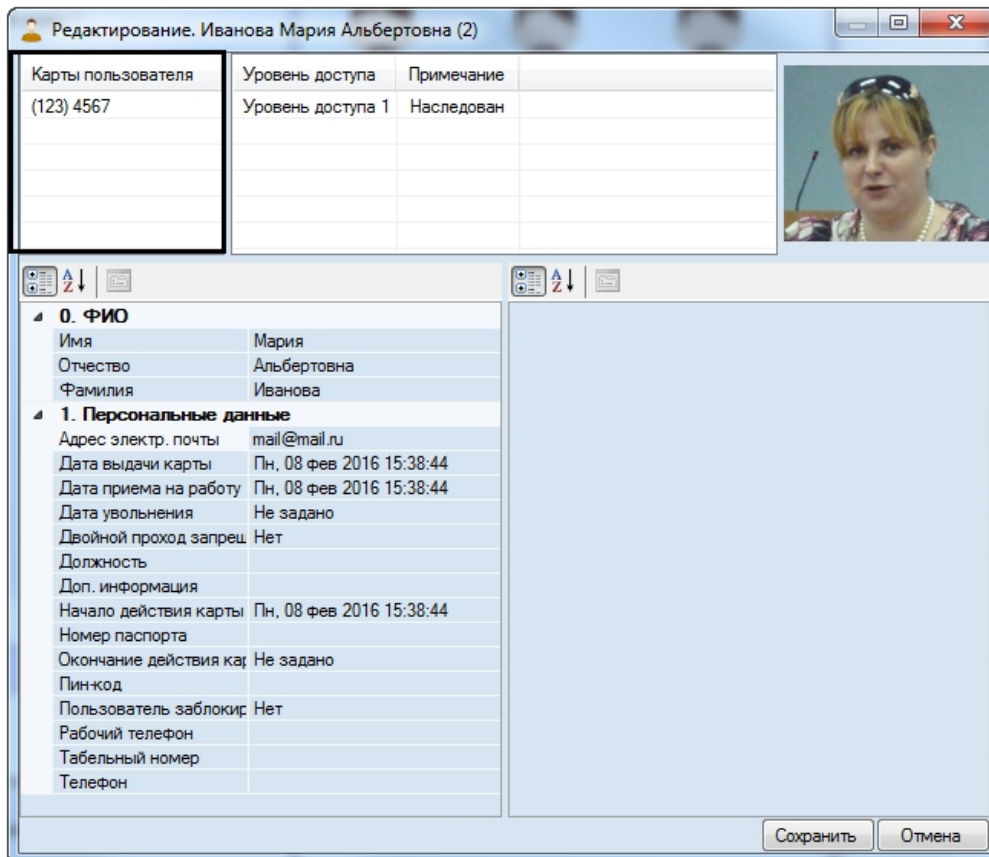 Редактирование. Иванова Мария Альбертовна (2)
Карты пользователя
(123) 4567
Уровень доступа Примечание
Уровень доступа 1 Наследован
0. ФИО
Имя Мария
Отчество Альбертовна
Фамилия Иванова
1. Персональные данные
Адрес электр. почты mail@mail.ru
Дата выдачи карты Пн, 08 фев 2016 15:38:44
Дата приема на работу Пн, 08 фев 2016 15:38:44
Дата увольнения Не задано
Двойной проход запрещ Нет
Должность
Доп. информация
Начало действия карты Пн, 08 фев 2016 15:38:44
Номер паспорта
Окончание действия кар Не задано
Пин-код
Пользователь заблокир Нет
Рабочий телефон
Табельный номер
Телефон
Сохранить Отмена